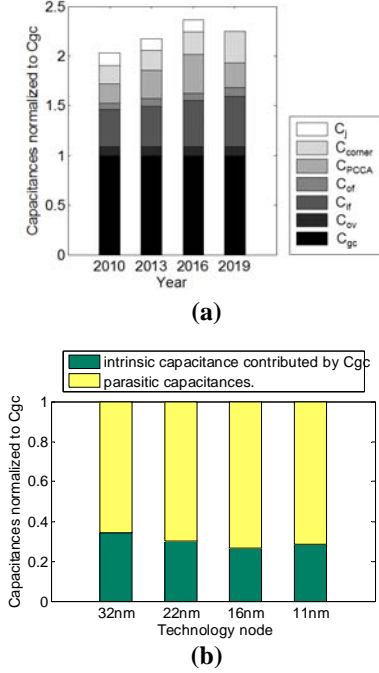 Capacitances normalized to Cgc
2.5
2
1.5
1
0.5
0
2010 2013 2016 2019
Year
Cj
Ccorner
CPCCA
Cof
Cif
Cov
Cgc
(a)
intrinsic capacitance contributed by Cgc
parasitic capacitances.
Capacitances normalized to Cgc
1
0.8
0.6
0.4
0.2
0
32nm 22nm 16nm 11nm
Technology node
(b)